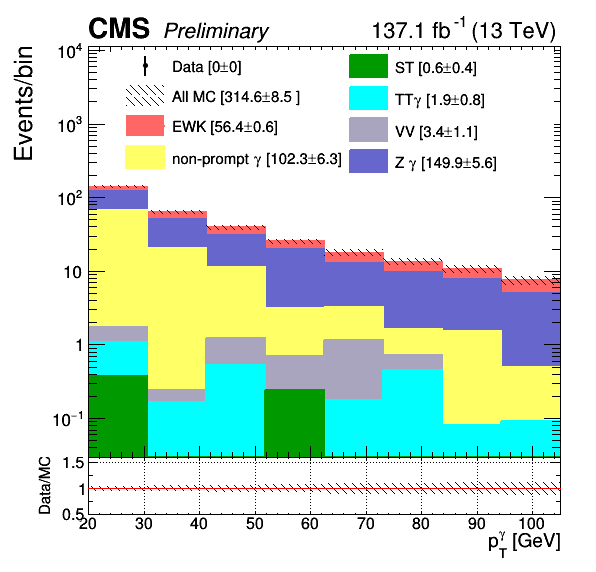 CMS Preliminary 137.1 fb⁻¹ (13 TeV)
Events/bin
10⁴
10³
10²
10
1
10⁻¹
Data [0±0]
All MC [314.6±8.5 ]
EWK [56.4±0.6]
non-prompt γ [102.3±6.3]
ST [0.6±0.4]
TTγ [1.9±0.8]
VV [3.4±1.1]
Z γ [149.9±5.6]
Data/MC
1.5
1
0.5
20 30 40 50 60 70 80 90 100
p_T^γ [GeV]